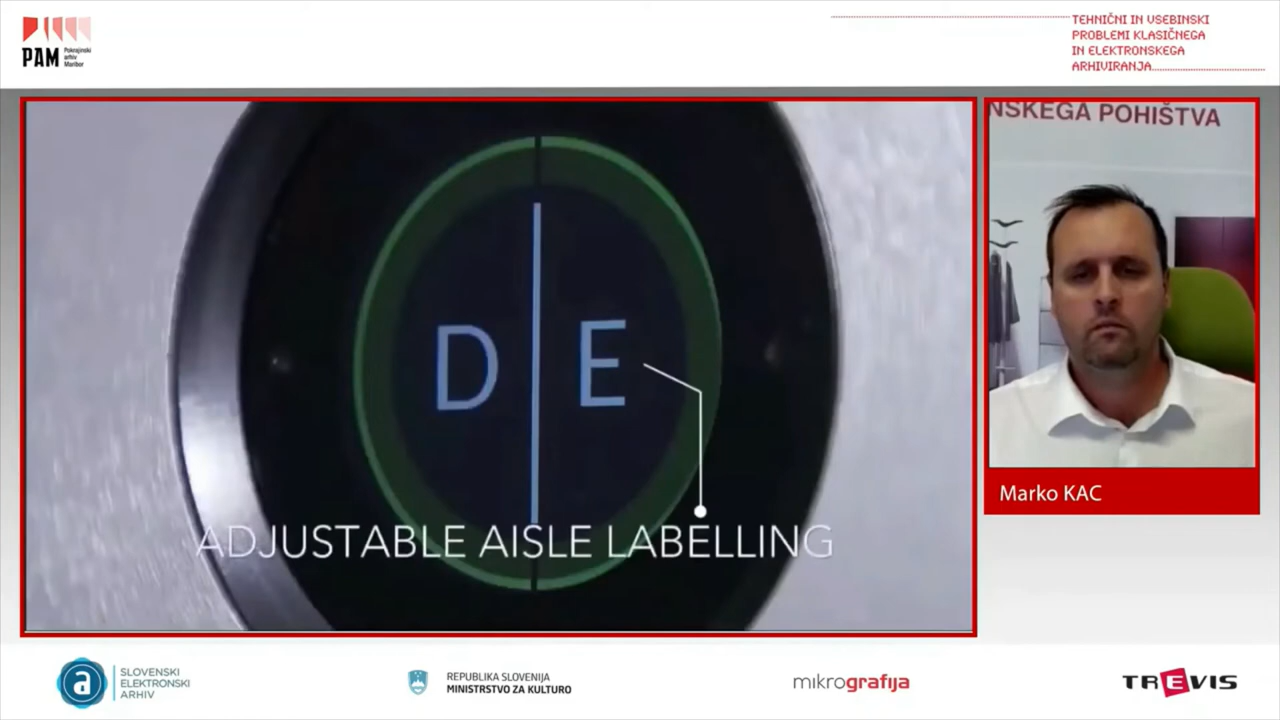 PAM
Pokrajinski
arhiv
Maribor
TEHNIČNI IN VSEBINSKI
PROBLEMI KLASIČNEGA
IN ELEKTRONSKEGA
ARHIVIRANJA
NSKEGA POHIŠTVA
D E
ADJUSTABLE AISLE LABELLING
Marko KAC
a
SLOVENSKI
ELEKTRONSKI
ARHIV
REPUBLIKA SLOVENIJA
MINISTRSTVO ZA KULTURO
mikrografija
TREVIS